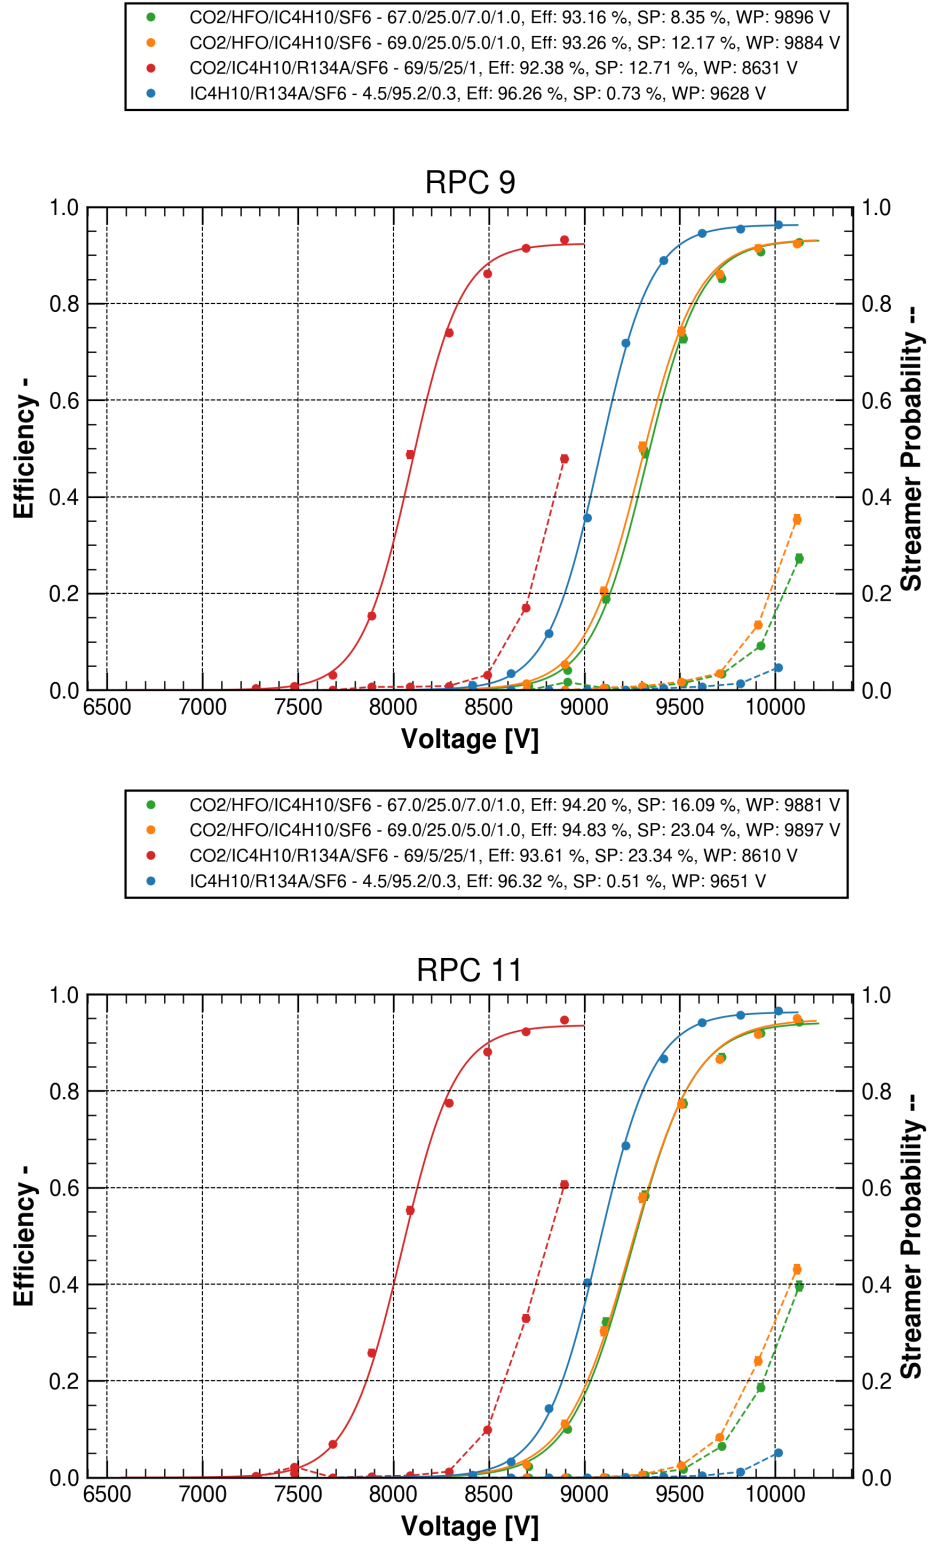 CO2/HFO/IC4H10/SF6 - 67.0/25.0/7.0/1.0, Eff: 93.16 %, SP: 8.35 %, WP: 9896 V
CO2/HFO/IC4H10/SF6 - 69.0/25.0/5.0/1.0, Eff: 93.26 %, SP: 12.17 %, WP: 9884 V
CO2/IC4H10/R134A/SF6 - 69/5/25/1, Eff: 92.38 %, SP: 12.71 %, WP: 8631 V
IC4H10/R134A/SF6 - 4.5/95.2/0.3, Eff: 96.26 %, SP: 0.73 %, WP: 9628 V
RPC 9
1.0 1.0
0.8 0.8
0.6 0.6
0.4 0.4
0.2 0.2
0.0 0.0
Efficiency -
Streamer Probability --
6500 7000 7500 8000 8500 9000 9500 10000
Voltage [V]
CO2/HFO/IC4H10/SF6 - 67.0/25.0/7.0/1.0, Eff: 94.20 %, SP: 16.09 %, WP: 9881 V
CO2/HFO/IC4H10/SF6 - 69.0/25.0/5.0/1.0, Eff: 94.83 %, SP: 23.04 %, WP: 9897 V
CO2/IC4H10/R134A/SF6 - 69/5/25/1, Eff: 93.61 %, SP: 23.34 %, WP: 8610 V
IC4H10/R134A/SF6 - 4.5/95.2/0.3, Eff: 96.32 %, SP: 0.51 %, WP: 9651 V
RPC 11
1.0 1.0
0.8 0.8
0.6 0.6
0.4 0.4
0.2 0.2
0.0 0.0
Efficiency -
Streamer Probability --
6500 7000 7500 8000 8500 9000 9500 10000
Voltage [V]